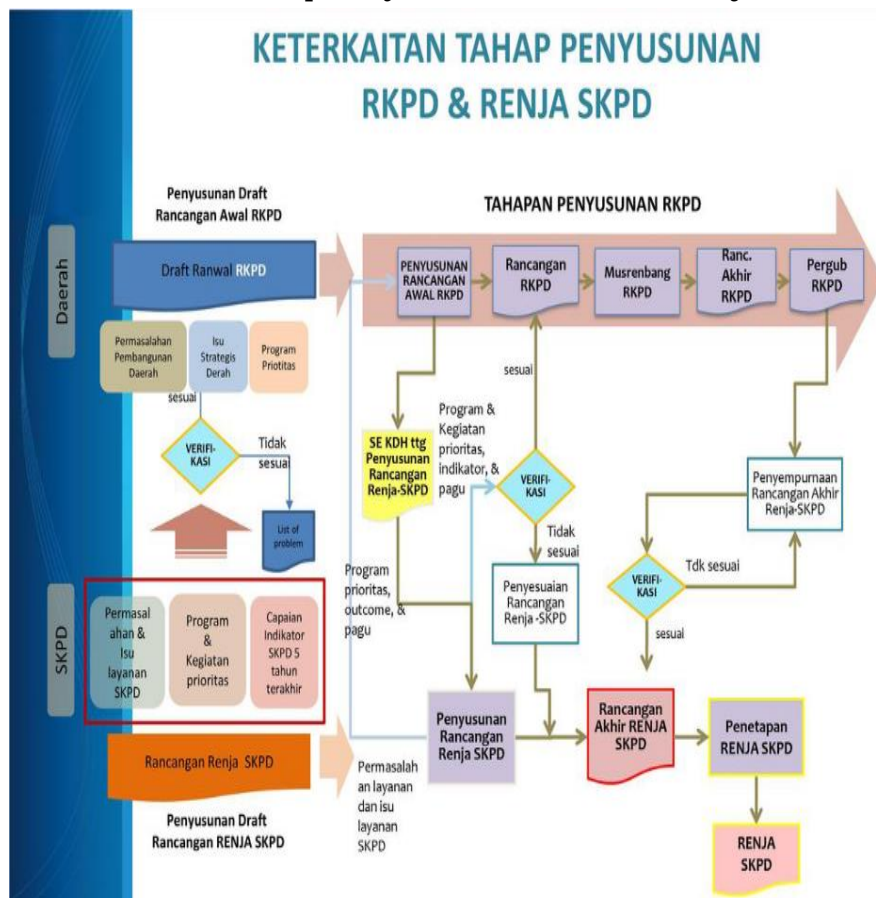 KETERKAITAN TAHAP PENYUSUNAN
RKPD & RENJA SKPD
Penyusunan Draft
Rancangan Awal RKPD
TAHAPAN PENYUSUNAN RKPD
Daerah
Draft Ranwal RKPD
PENYUSUNAN
RANCANGAN
AWAL RKPD
Rancangan
RKPD
Musrenbang
RKPD
Ranc.
Akhir
RKPD
Pergub
RKPD
Permasalahan
Pembangunan
Daerah
Isu
Strategis
Derah
Program
Priotitas
sesuai
VERIFI-
KASI
Tidak
sesuai
List of
problem
SE KDH ttg
Penyusunan
Rancangan
Renja-SKPD
Program &
Kegiatan
prioritas,
indikator, &
pagu
sesuai
VERIFI-
KASI
Tidak
sesuai
Penyesuaian
Rancangan
Renja -SKPD
Penyempurnaan
Rancangan Akhir
Renja-SKPD
VERIFI-
KASI
Tdk sesuai
sesuai
SKPD
Permasal
ahan &
Isu
layanan
SKPD
Program
&
Kegiatan
prioritas
Capaian
Indikator
SKPD 5
tahun
terakhir
Program
prioritas,
outcome, &
pagu
Rancangan Renja SKPD
Penyusunan Draft
Rancangan RENJA SKPD
Permasalah
an layanan
dan isu
layanan
SKPD
Penyusunan
Rancangan
Renja SKPD
Rancangan
Akhir RENJA
SKPD
Penetapan
RENJA SKPD
RENJA
SKPD